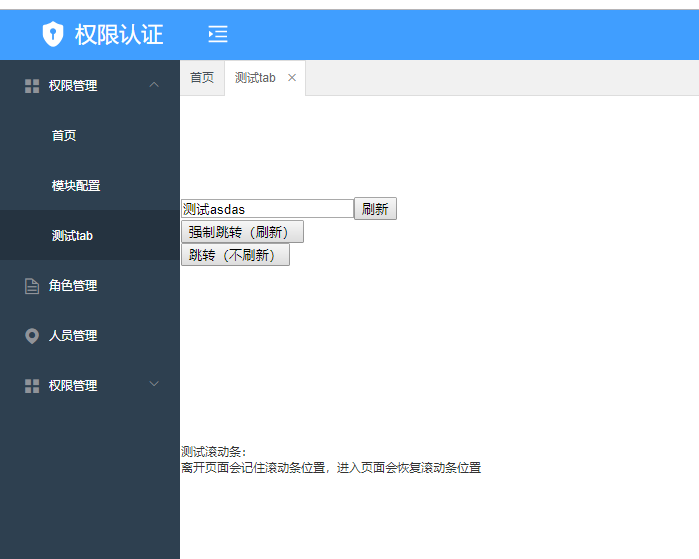 权限认证
权限管理
首页
模块配置
测试tab
角色管理
人员管理
权限管理
首页
测试tab
测试asdas
刷新
强制跳转（刷新）
跳转（不刷新）
测试滚动条：
离开页面会记住滚动条位置，进入页面会恢复滚动条位置